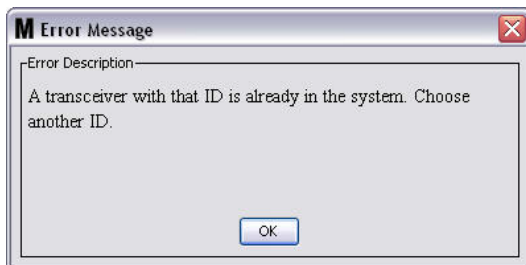 M Error Message
Error Description
A transceiver with that ID is already in the system. Choose
another ID.
OK